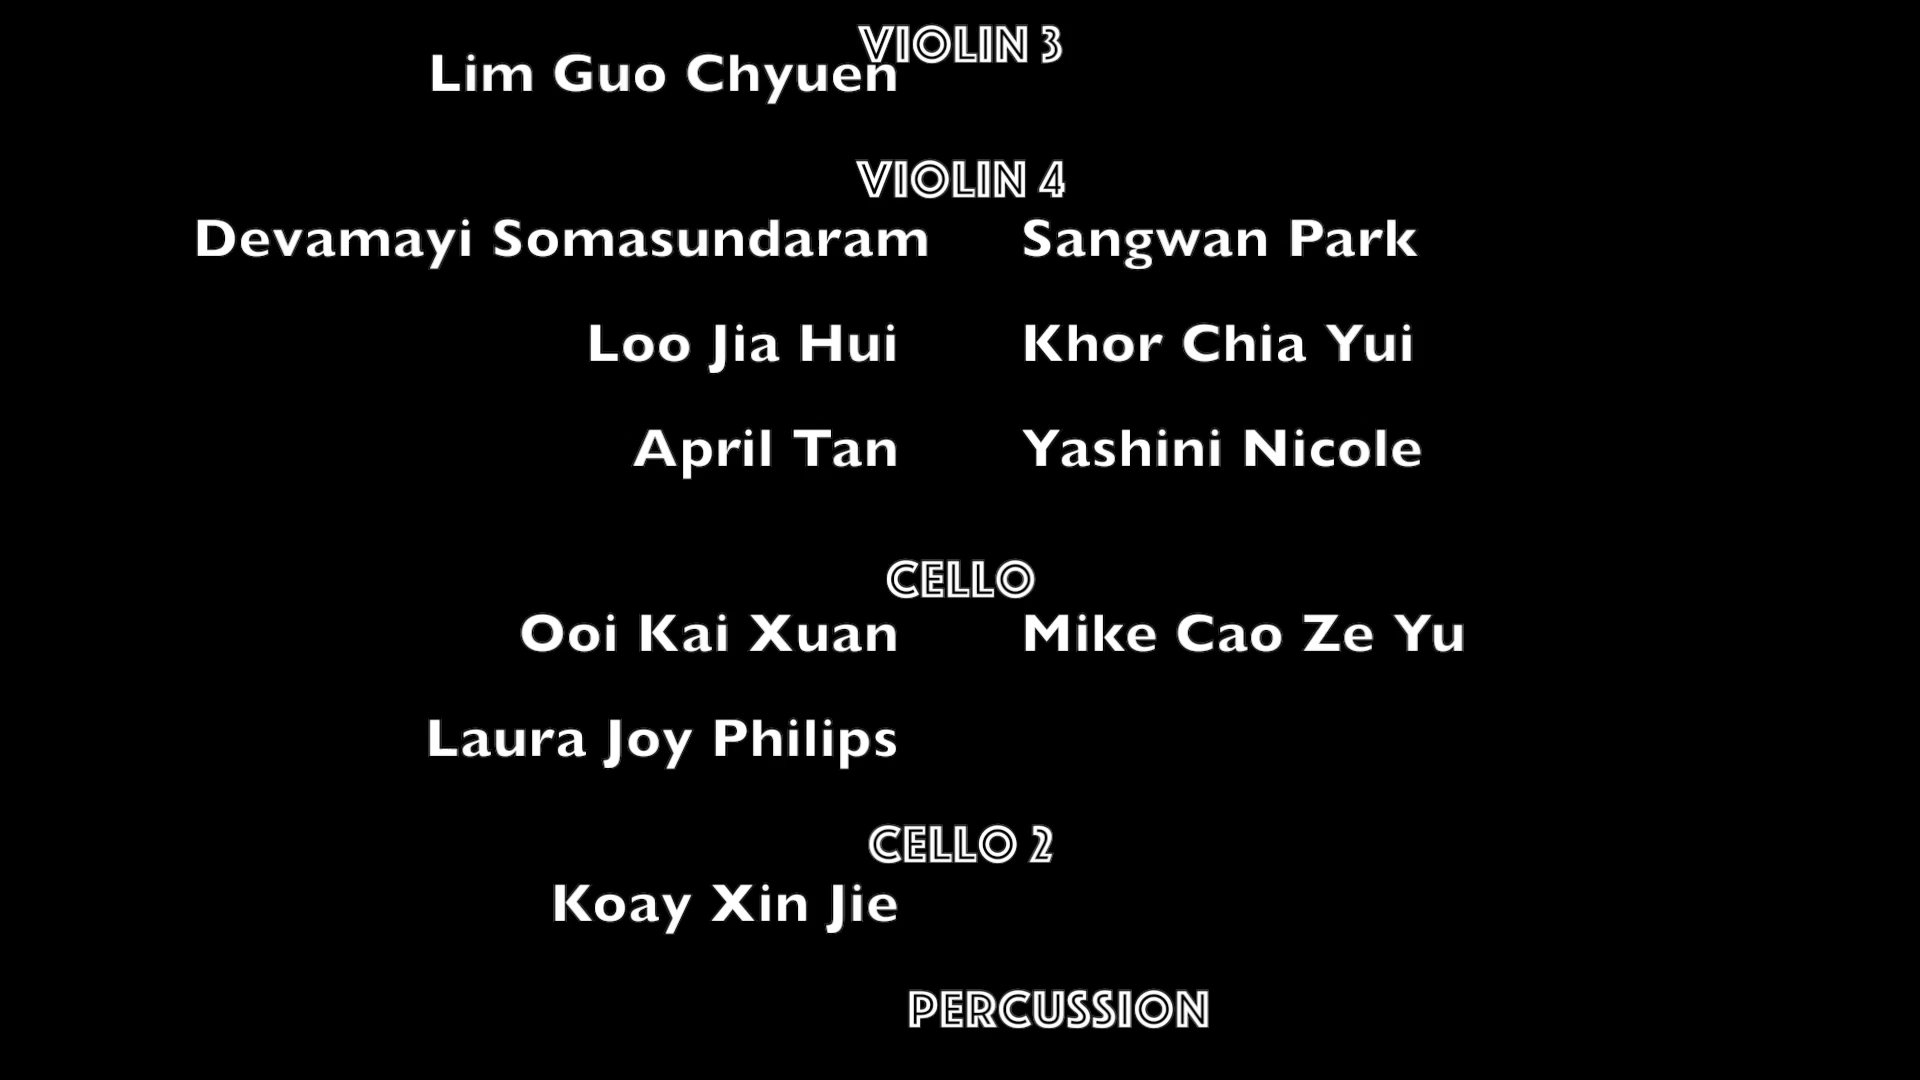 VIOLIN 3
Lim Guo Chyuen
VIOLIN 4
Devamayi Somasundaram Sangwan Park
Loo Jia Hui Khor Chia Yui
April Tan Yashini Nicole
CELLO
Ooi Kai Xuan Mike Cao Ze Yu
Laura Joy Philips
CELLO 2
Koay Xin Jie
PERCUSSION